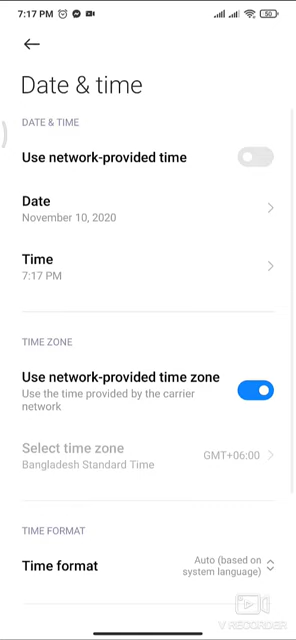 7:17 PM
50
Date & time
DATE & TIME
Use network-provided time
Date
November 10, 2020
Time
7:17 PM
TIME ZONE
Use network-provided time zone
Use the time provided by the carrier
network
Select time zone
Bangladesh Standard Time
GMT+06:00
TIME FORMAT
Time format
Auto (based on
system language)
V RECORDER